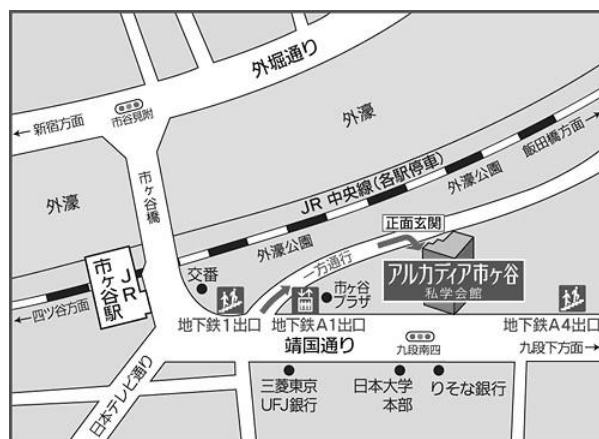 外堀通り
←新宿方面
市谷見附
外濠
JR 中央線(各駅停車)
飯田橋方面→
外濠公園
市ヶ谷橋
外濠
外濠公園
正面玄関
一方通行
アルカディア市ヶ谷
私学会館
JR
市ヶ谷駅
交番
市ヶ谷
プラザ
←四ツ谷方面
地下鉄1出口
地下鉄A1出口
地下鉄A4出口
靖国通り
九段南四
九段下方面→
日本テレビ通り
三菱東京
UFJ銀行
日本大学
本部
りそな銀行